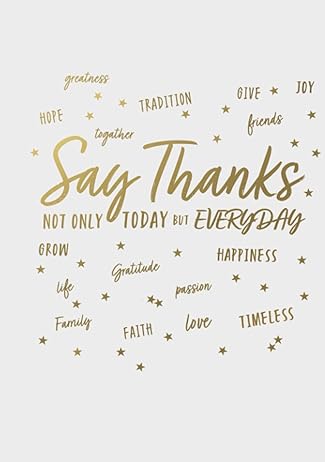 greatness
JOY
GIVE
TRADITION
HOPE
friends
togather
Say Thanks
NOT ONLY TODAY BUT EVERYDAY
GROW
HAPPINESS
Gratitude
life
passion
Family
FAITH
love
TIMELESS